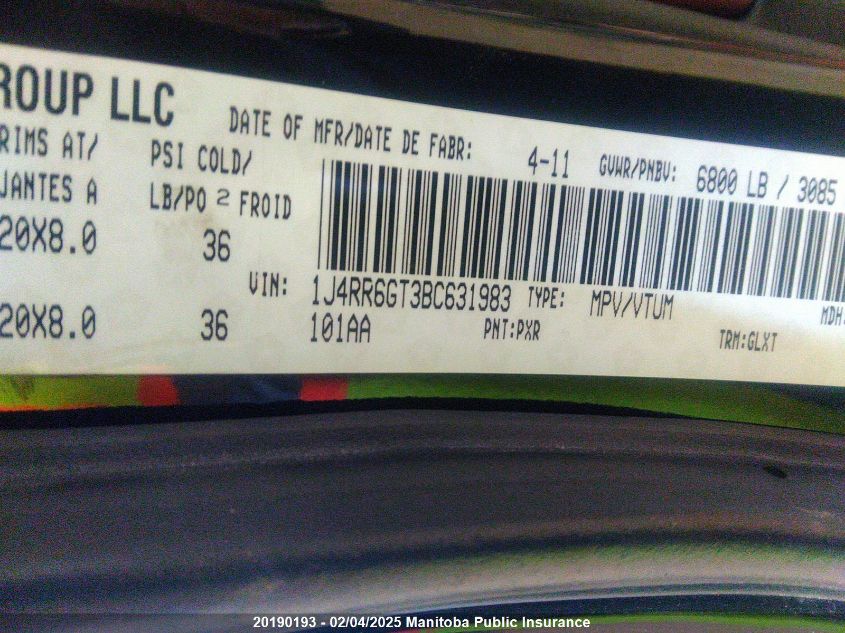 ROUP LLC
DATE OF MFR/DATE DE FABR: 4-11 GVWR/PNBV: 6800 LB / 3085
RIMS AT/ PSI COLD/
JANTES A LB/PO 2 FROID
20X8.0 36
VIN: 1J4RR6GT3BC631983 TYPE: MPV/VTUM MDH:
20X8.0 36 101AA PNT:PXR TRM:GLXT
20190193 - 02/04/2025 Manitoba Public Insurance